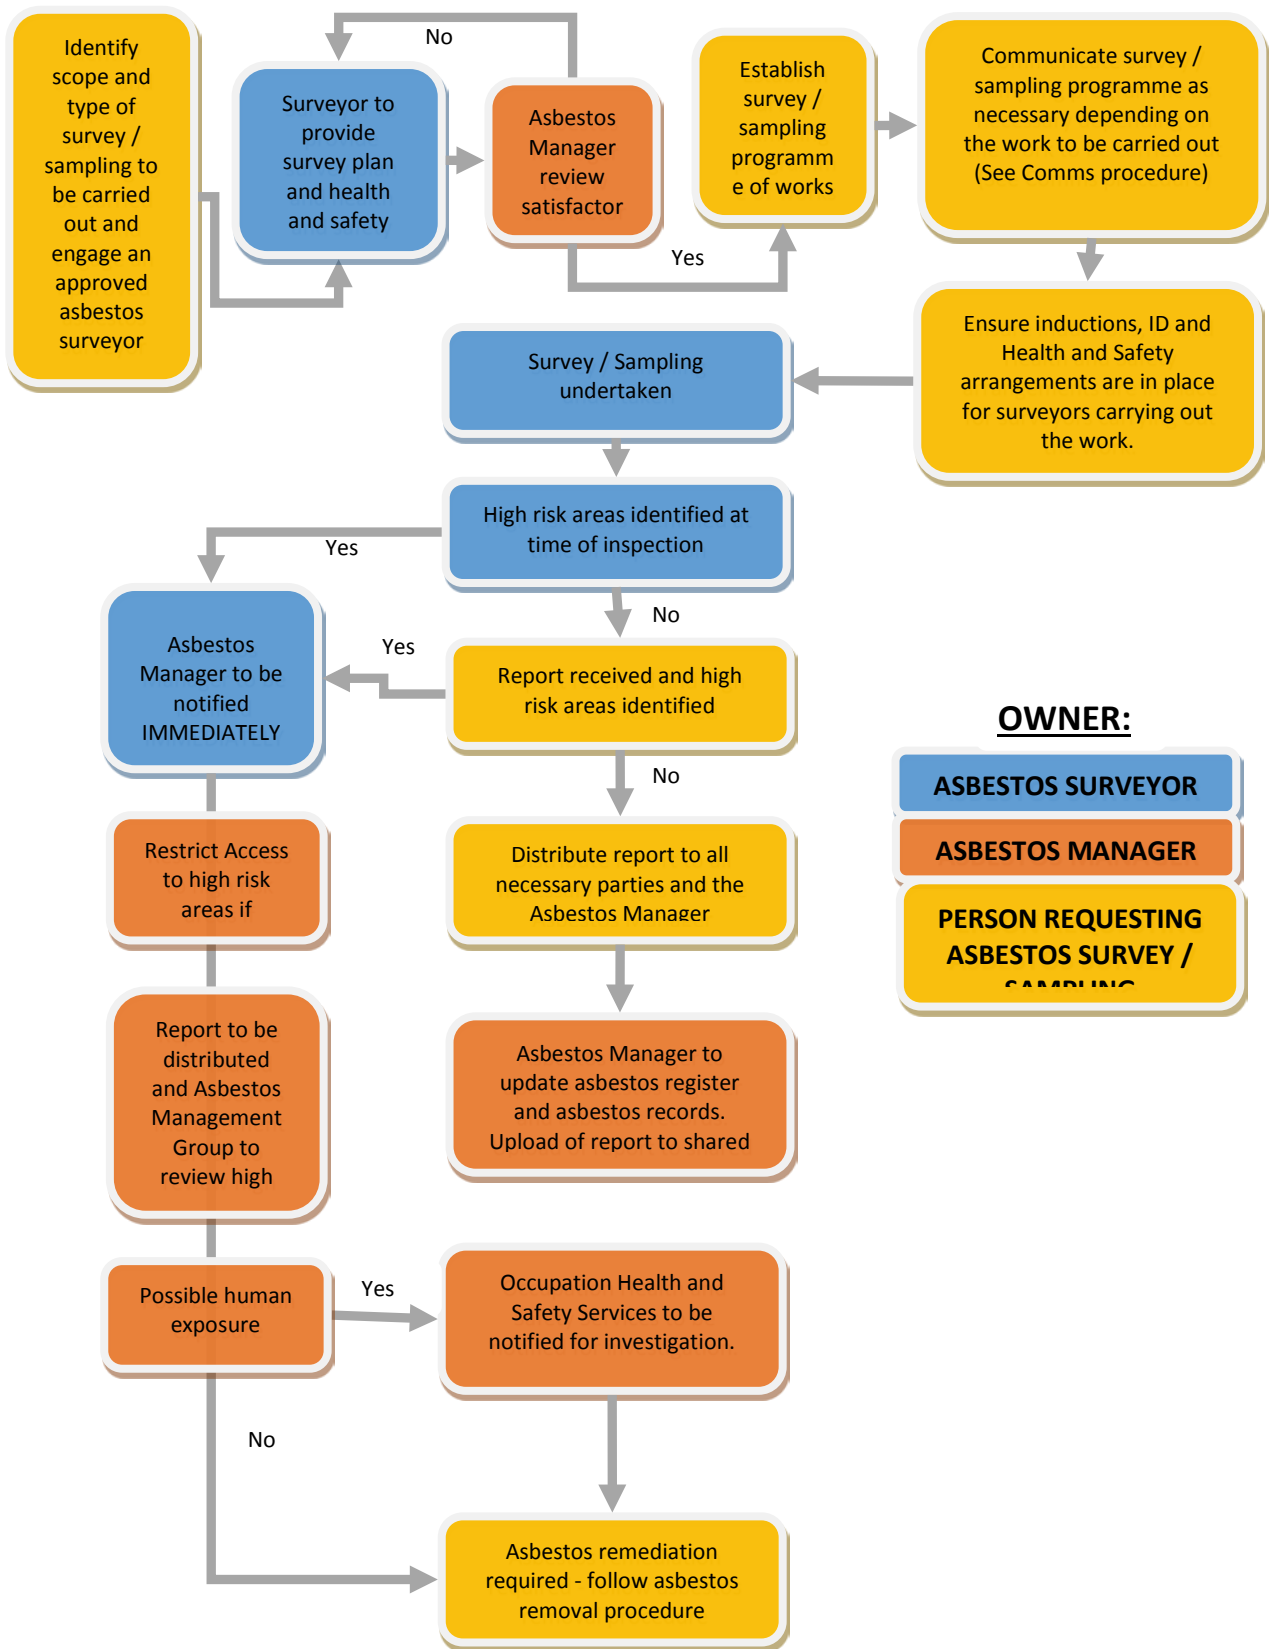 Identify
scope and
type of
survey /
sampling to
be carried
out and
engage an
approved
asbestos
surveyor
No
Surveyor to
provide
survey plan
and health
and safety
Asbestos
Manager
review
satisfactor
Yes
Establish
survey /
sampling
programm
e of works
Communicate survey /
sampling programme as
necessary depending on
the work to be carried out
(See Comms procedure)
Ensure inductions, ID and
Health and Safety
arrangements are in place
for surveyors carrying out
the work.
Survey / Sampling
undertaken
High risk areas identified at
time of inspection
Yes
No
Asbestos
Manager to be
notified
IMMEDIATELY
Yes
Report received and high
risk areas identified
No
OWNER:
ASBESTOS SURVEYOR
ASBESTOS MANAGER
PERSON REQUESTING
ASBESTOS SURVEY /
SAMPLING
Restrict Access
to high risk
areas if
Distribute report to all
necessary parties and the
Asbestos Manager
Report to be
distributed
and Asbestos
Management
Group to
review high
Asbestos Manager to
update asbestos register
and asbestos records.
Upload of report to shared
Possible human
exposure
Yes
Occupation Health and
Safety Services to be
notified for investigation.
No
Asbestos remediation
required - follow asbestos
removal procedure